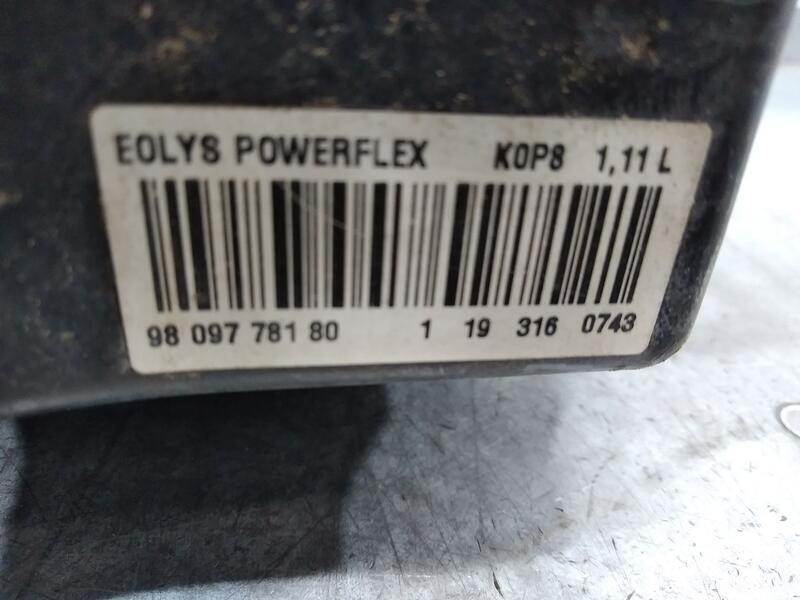 EOLYS POWERFLEX K0P8 1,11 L
98 097 781 80 1 19 316 0743